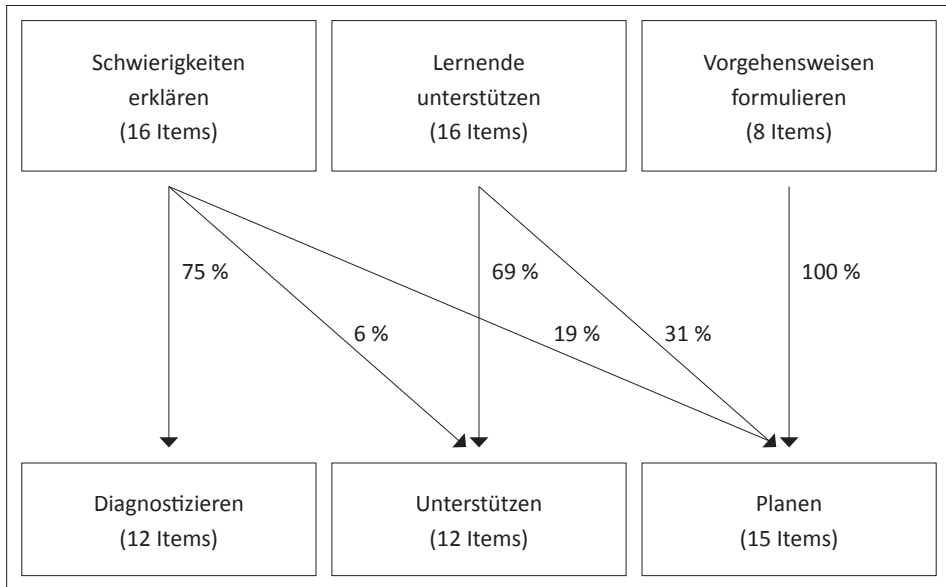 Schwierigkeiten
erklären
(16 Items)
Lernende
unterstützen
(16 Items)
Vorgehensweisen
formulieren
(8 Items)
75 %
69 %
100 %
6 %
19 %
31 %
Diagnostizieren
(12 Items)
Unterstützen
(12 Items)
Planen
(15 Items)